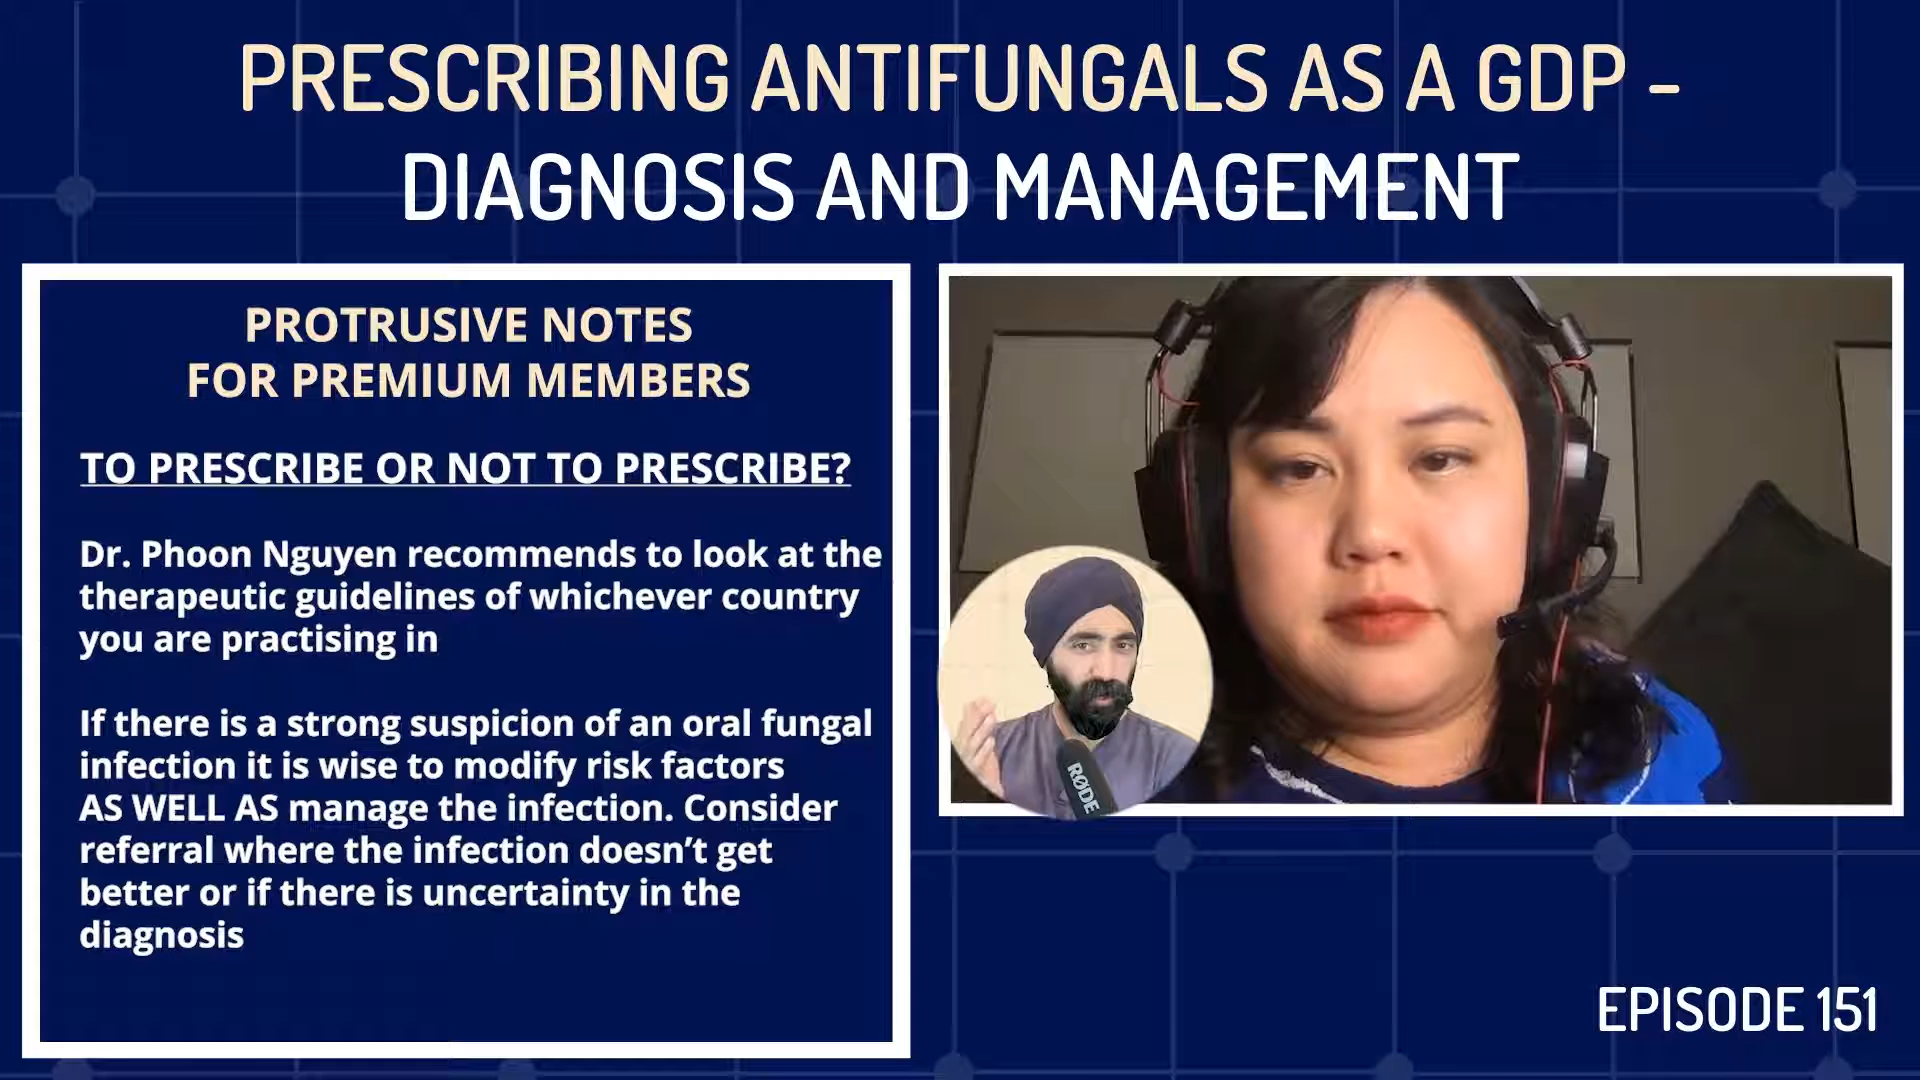 PRESCRIBING ANTIFUNGALS AS A GDP -
DIAGNOSIS AND MANAGEMENT
PROTRUSIVE NOTES
FOR PREMIUM MEMBERS
TO PRESCRIBE OR NOT TO PRESCRIBE?
Dr. Phoon Nguyen recommends to look at the
therapeutic guidelines of whichever country
you are practising in
If there is a strong suspicion of an oral fungal
infection it is wise to modify risk factors
AS WELL AS manage the infection. Consider
referral where the infection doesn’t get
better or if there is uncertainty in the
diagnosis
RØDE
EPISODE 151